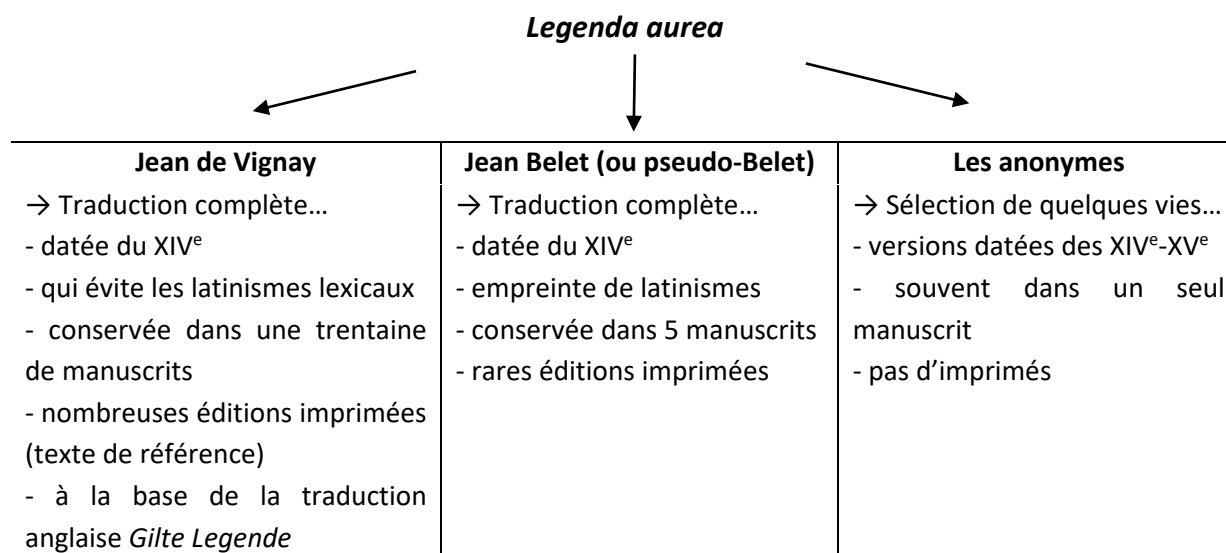 Legenda aurea
Jean de Vignay
→ Traduction complète…
- datée du XIVe
- qui évite les latinismes lexicaux
- conservée dans une trentaine
de manuscrits
- nombreuses éditions imprimées
(texte de référence)
- à la base de la traduction
anglaise Gilte Legende
Jean Belet (ou pseudo-Belet)
→ Traduction complète…
- datée du XIVe
- empreinte de latinismes
- conservée dans 5 manuscrits
- rares éditions imprimées
Les anonymes
→ Sélection de quelques vies…
- versions datées des XIVe-XVe
- souvent dans un seul
manuscrit
- pas d’imprimés